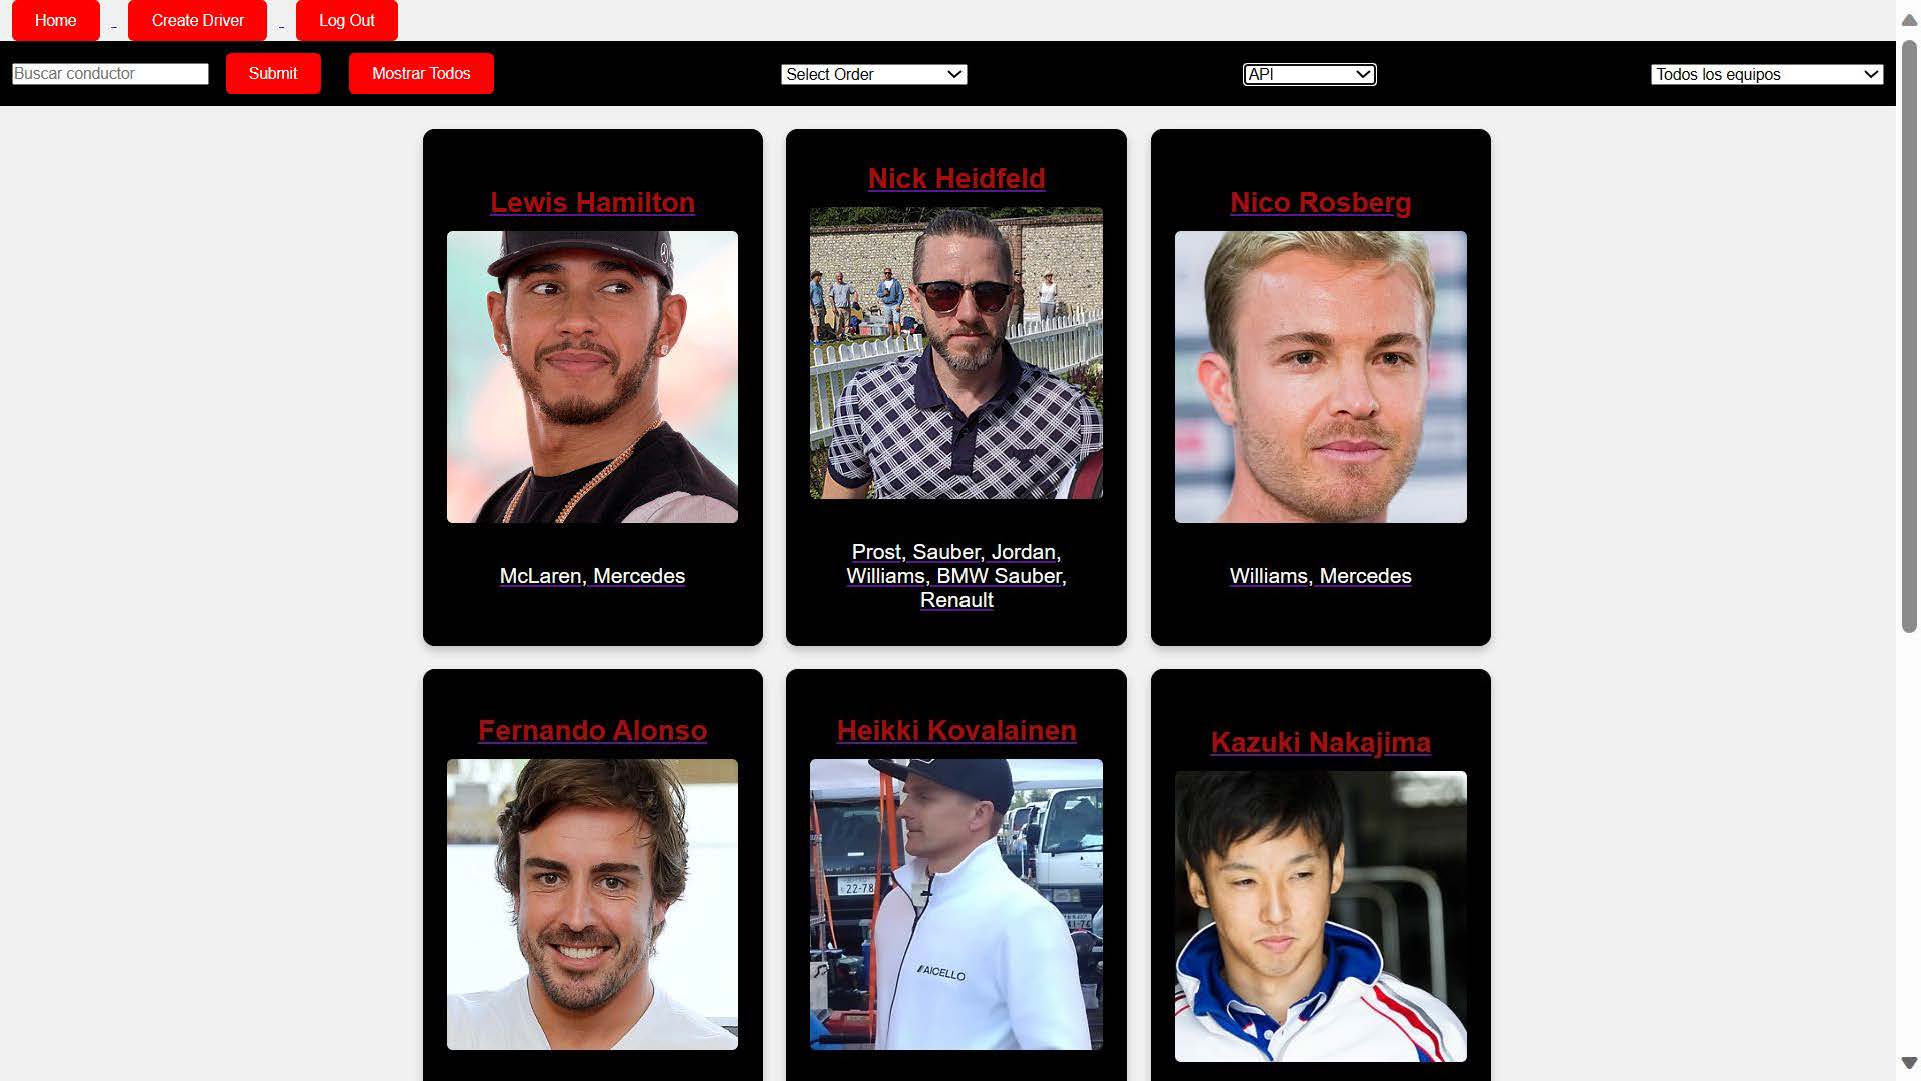 Home
Create Driver
Log Out
Buscar conductor
Submit
Mostrar Todos
Select Order
API
Todos los equipos
Lewis Hamilton
McLaren, Mercedes
Nick Heidfeld
Prost, Sauber, Jordan,
Williams, BMW Sauber,
Renault
Nico Rosberg
Williams, Mercedes
Fernando Alonso
Heikki Kovalainen
22-78
AICELLO
Kazuki Nakajima